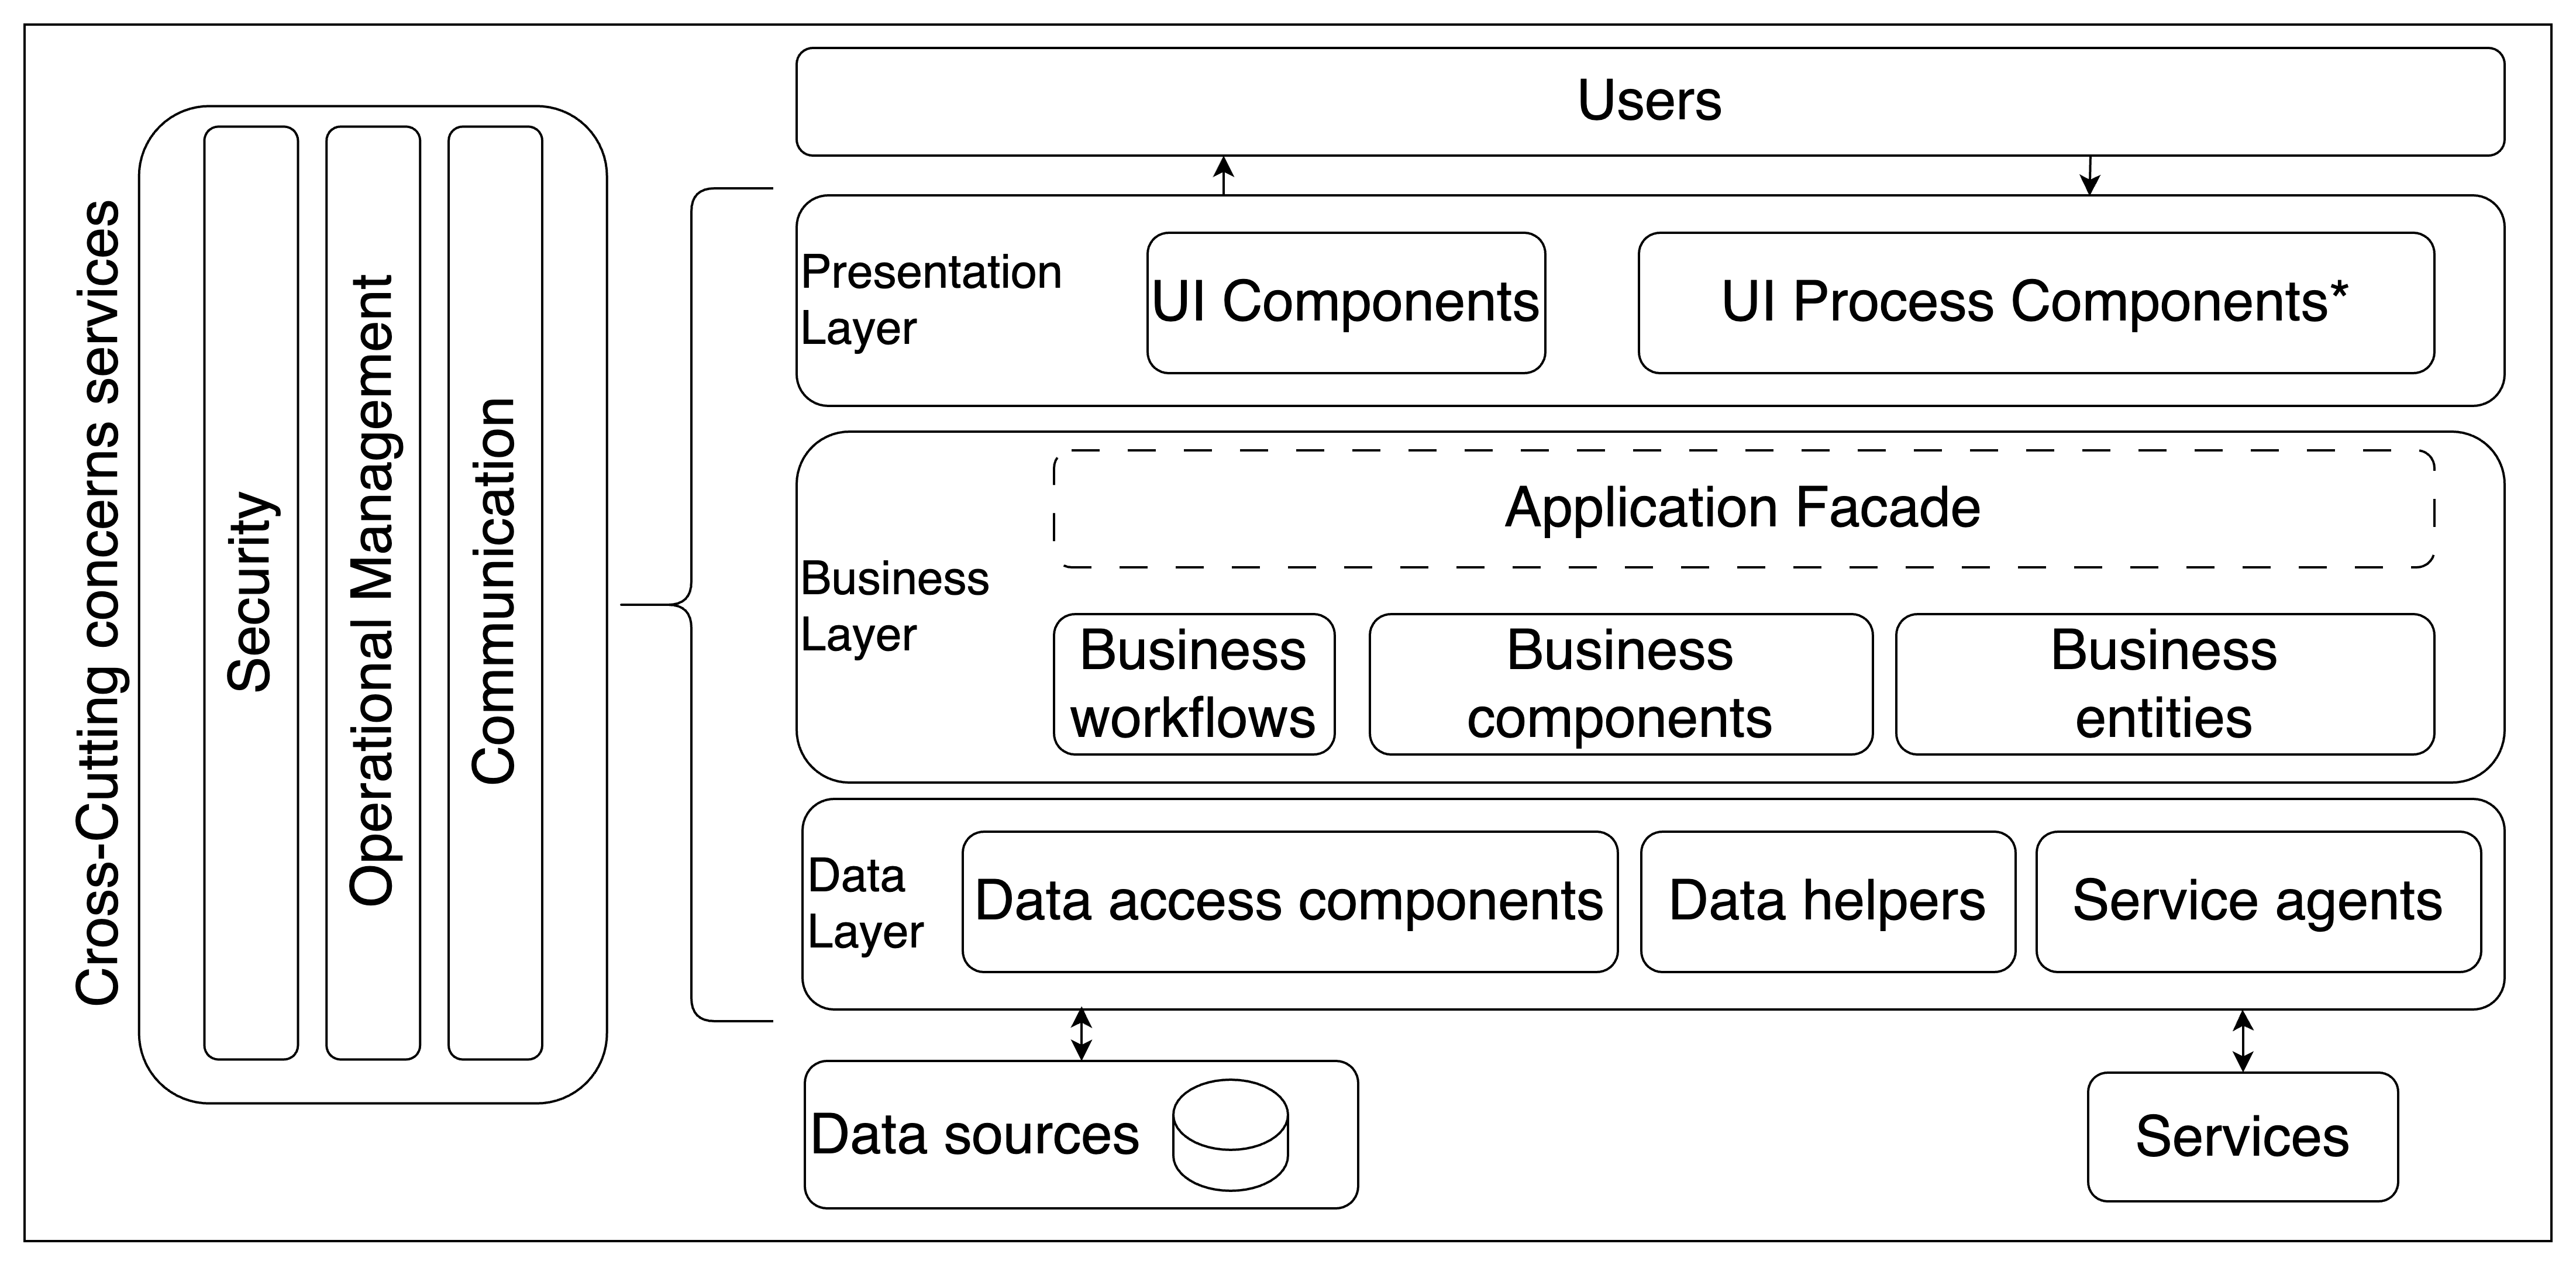 Cross-Cutting concerns services
Security
Operational Management
Communication
Users
Presentation
Layer
UI Components
UI Process Components*
Application Facade
Business
Layer
Business
workflows
Business
components
Business
entities
Data
Layer
Data access components
Data helpers
Service agents
Data sources
Services